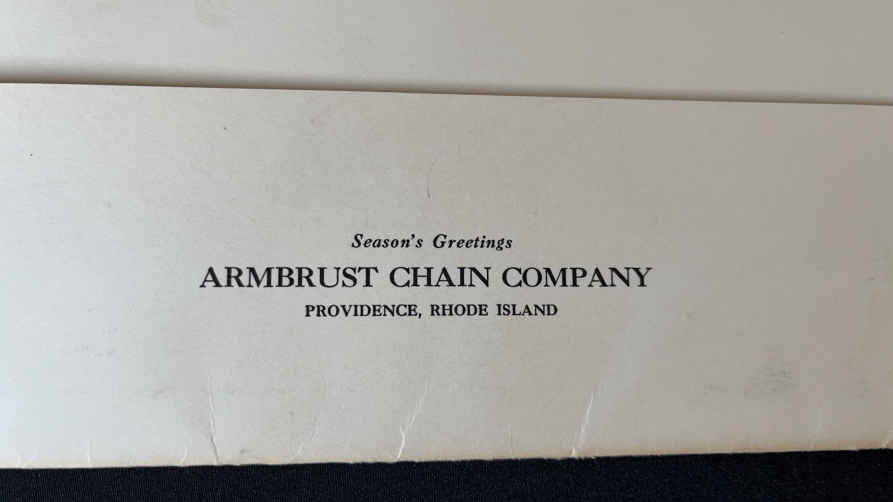 Season's Greetings
ARMBRUST CHAIN COMPANY
PROVIDENCE, RHODE ISLAND